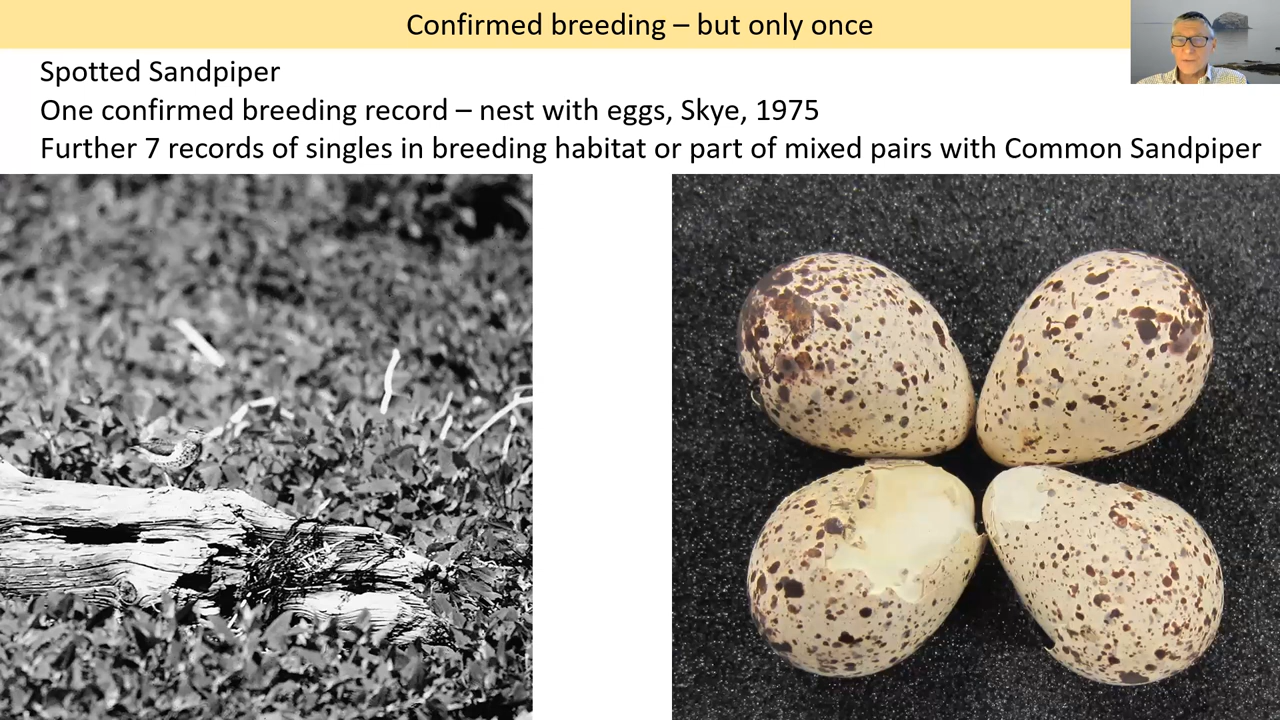 Confirmed breeding – but only once
Spotted Sandpiper
One confirmed breeding record – nest with eggs, Skye, 1975
Further 7 records of singles in breeding habitat or part of mixed pairs with Common Sandpiper